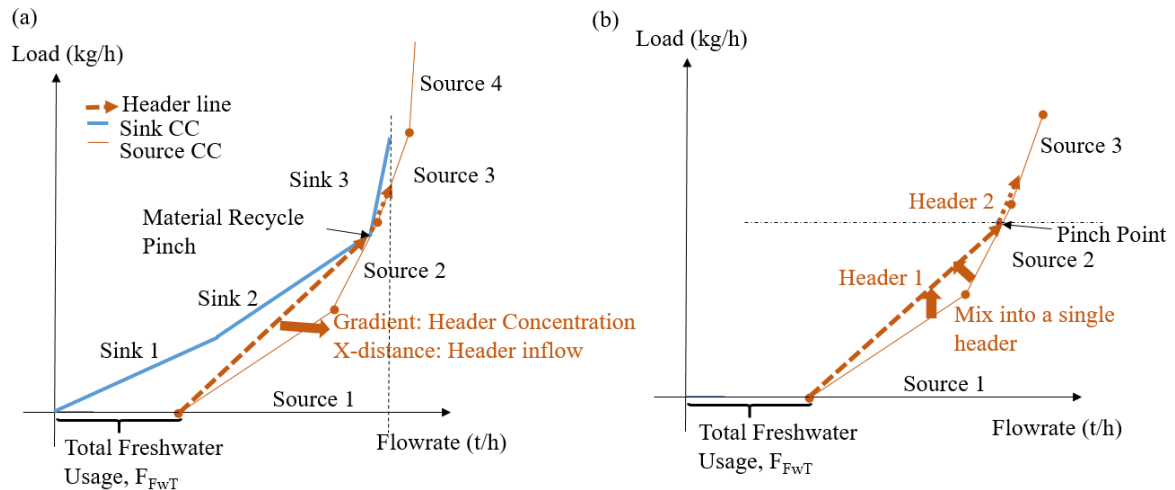 (a)
Load (kg/h)
Header line
Sink CC
Source CC
Source 4
Sink 3
Source 3
Material Recycle
Pinch
Source 2
Sink 2
Gradient: Header Concentration
X-distance: Header inflow
Sink 1
Source 1
Total Freshwater
Usage, FFwT
Flowrate (t/h)
(b)
Load (kg/h)
Source 3
Header 2
Pinch Point
Source 2
Header 1
Mix into a single
header
Source 1
Total Freshwater
Usage, FFwT
Flowrate (t/h)